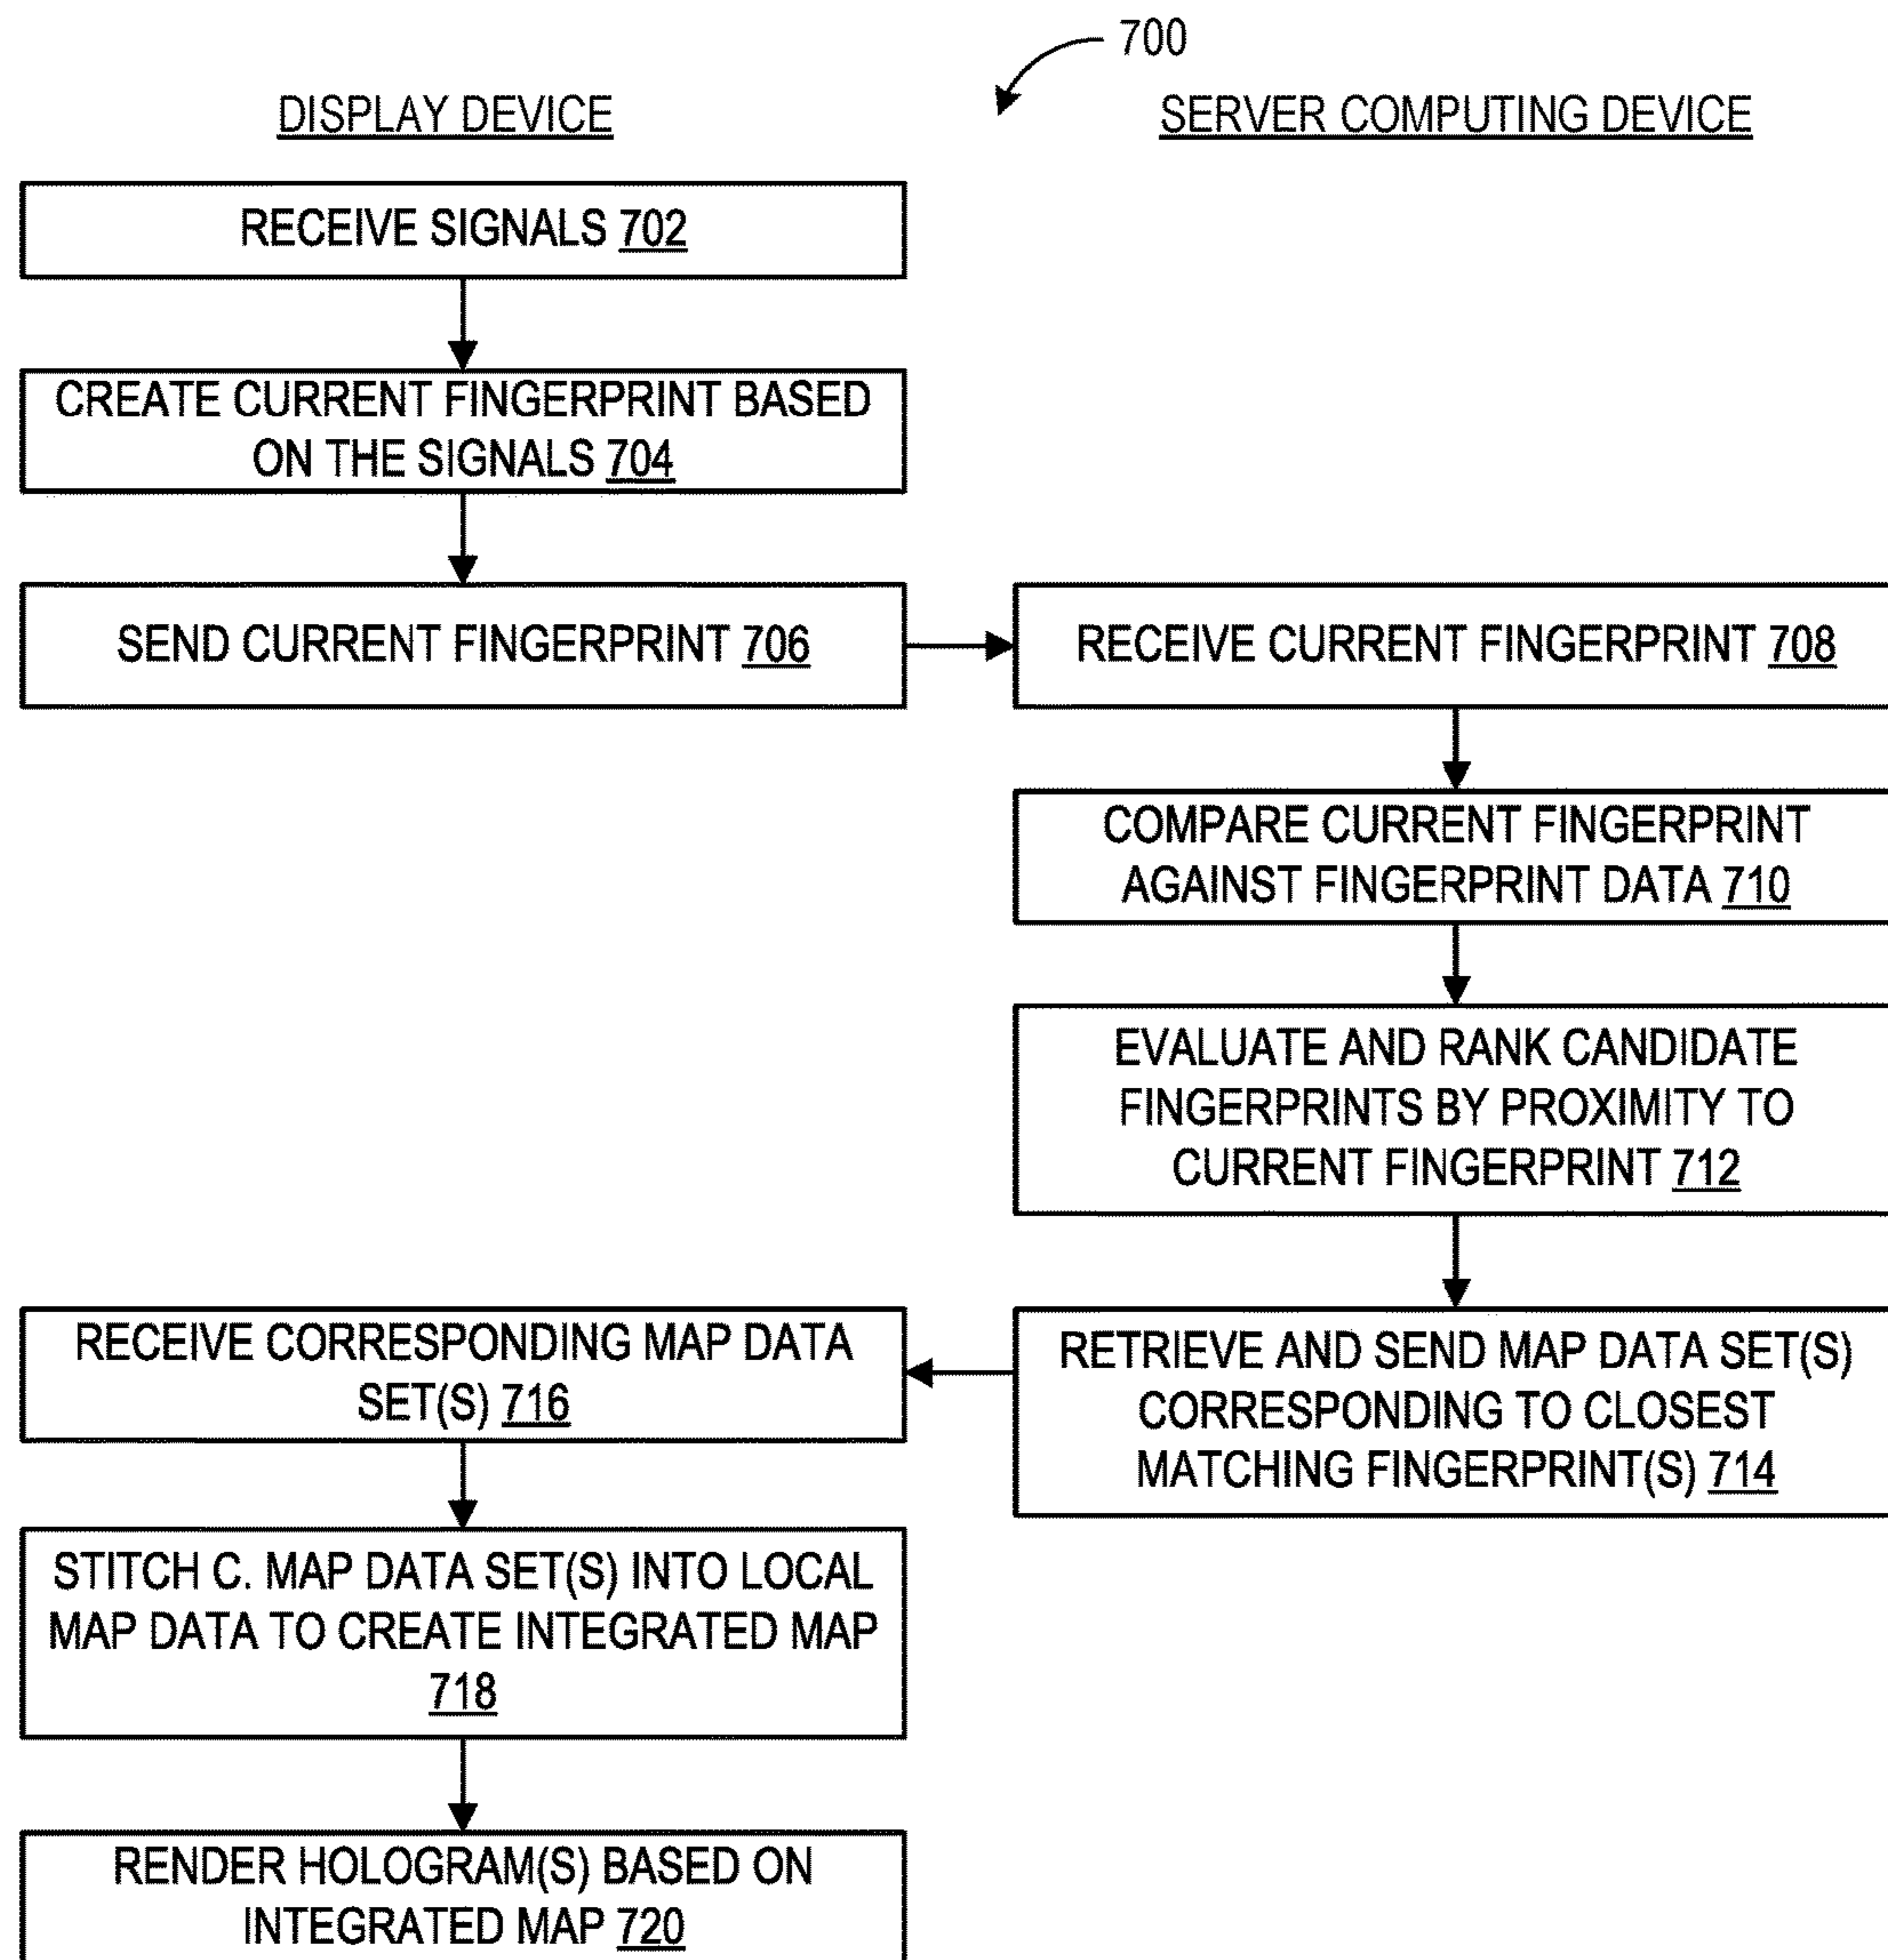 700
DISPLAY DEVICE
SERVER COMPUTING DEVICE
RECEIVE SIGNALS 702
CREATE CURRENT FINGERPRINT BASED
ON THE SIGNALS 704
SEND CURRENT FINGERPRINT 706
RECEIVE CURRENT FINGERPRINT 708
COMPARE CURRENT FINGERPRINT
AGAINST FINGERPRINT DATA 710
EVALUATE AND RANK CANDIDATE
FINGERPRINTS BY PROXIMITY TO
CURRENT FINGERPRINT 712
RETRIEVE AND SEND MAP DATA SET(S)
CORRESPONDING TO CLOSEST
MATCHING FINGERPRINT(S) 714
RECEIVE CORRESPONDING MAP DATA
SET(S) 716
STITCH C. MAP DATA SET(S) INTO LOCAL
MAP DATA TO CREATE INTEGRATED MAP
718
RENDER HOLOGRAM(S) BASED ON
INTEGRATED MAP 720